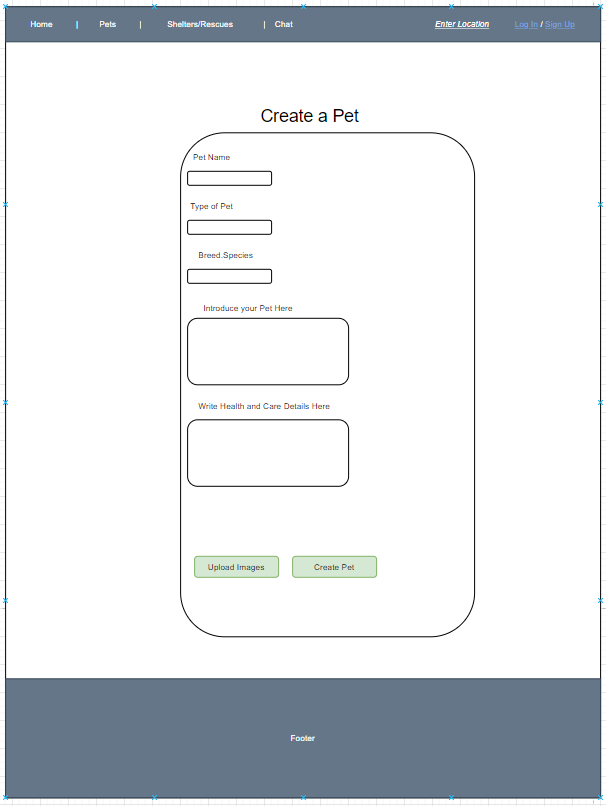 Home | Pets | Shelters/Rescues | Chat Enter Location Log In / Sign Up
Create a Pet
Pet Name
Type of Pet
Breed.Species
Introduce your Pet Here
Write Health and Care Details Here
Upload Images Create Pet
Footer